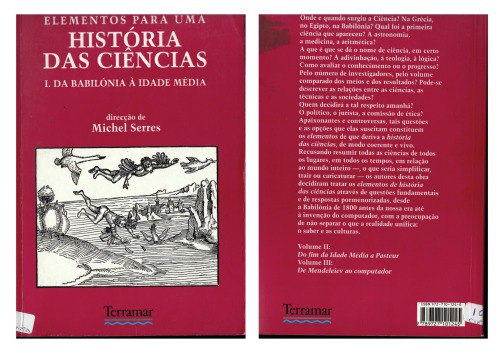 ELEMENTOS PARA UMA
HISTÓRIA
DAS CIÊNCIAS
I. DA BABILÓNIA À IDADE MÉDIA
direcção de
Michel Serres
Terramar
Onde e quando surgiu a Ciência? Na Grécia,
no Egipto, na Babilónia? Qual foi a primeira
ciência que apareceu? A astronomia,
a medicina, a aritmética?
A que é que se dá o nome de ciência, em certo
momento? À adivinhação, à teologia, à lógica?
Como avaliar o conhecimento ou o progresso?
Pelo número de investigadores, pelo volume
comparado dos meios e dos resultados? Pode-se
descrever as relações entre as ciências, as
técnicas e as sociedades?
Quem decidirá a tal respeito amanhã?
O político, o jurista, a comissão de ética?
Apaixonantes e controversas, tais questões
e as opções que elas suscitam constituem
os elementos de que deriva a história
das ciências, de modo coerente e vivo.
Recusando resumir todas as ciências de todos
os lugares, em todos os tempos, em relação
ao mundo inteiro —, o que seria simplificar,
trair ou caricaturar — os autores desta obra
decidiram tratar os elementos de história
das ciências através de questões fundamentais
e de respostas pormenorizadas, desde
a Babilónia de 1800 antes da nossa era até
à invenção do computador, com a preocupação
de não separar o que a realidade unifica:
o saber e as culturas.
Volume II:
Do fim da Idade Média a Pasteur
Volume III:
De Mendeleiev ao computador
Terramar
ISBN 972-710-124-5
9789727101245